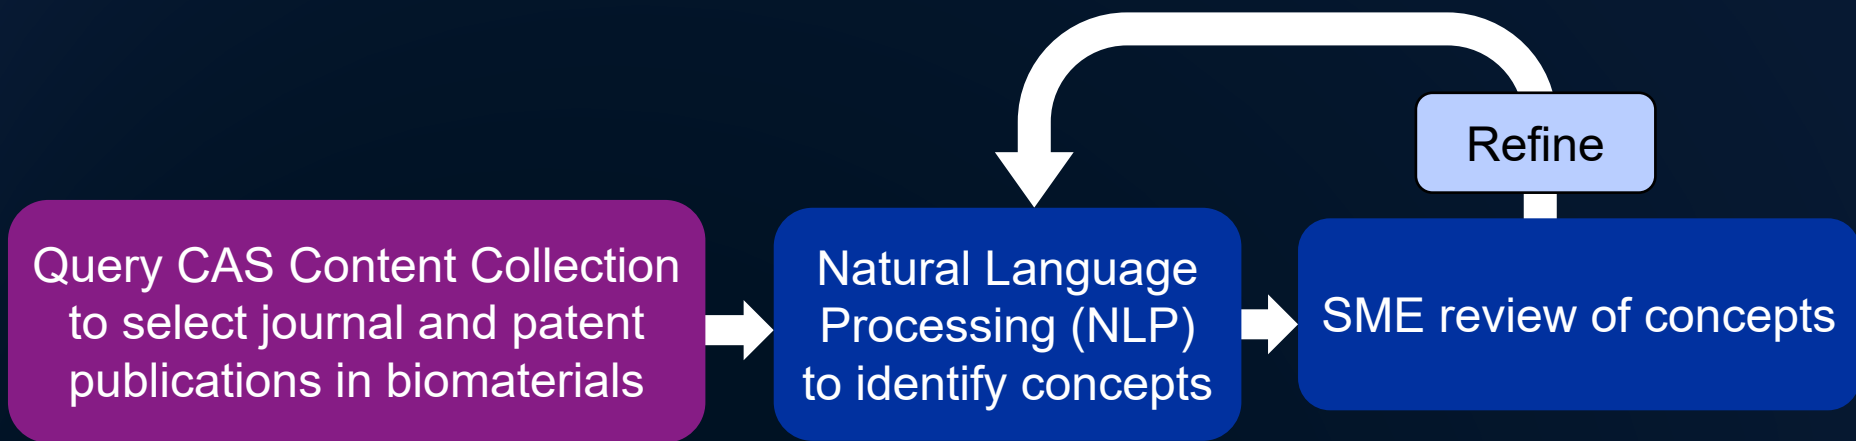 Refine
Query CAS Content Collection
to select journal and patent
publications in biomaterials
Natural Language
Processing (NLP)
to identify concepts
SME review of concepts